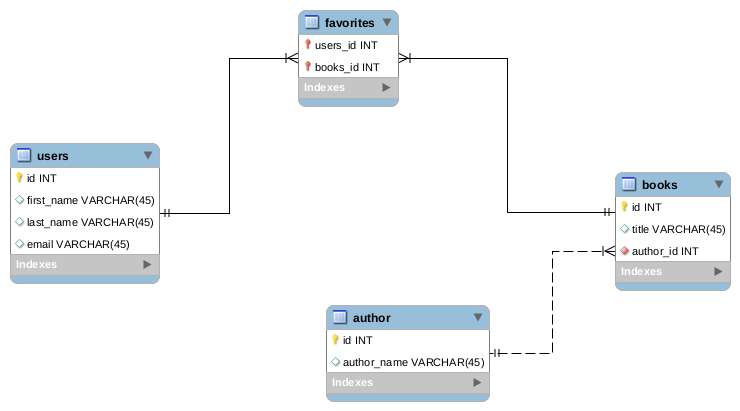 favorites
users_id INT
books_id INT
Indexes
users
id INT
first_name VARCHAR(45)
last_name VARCHAR(45)
email VARCHAR(45)
Indexes
books
id INT
title VARCHAR(45)
author_id INT
Indexes
author
id INT
author_name VARCHAR(45)
Indexes